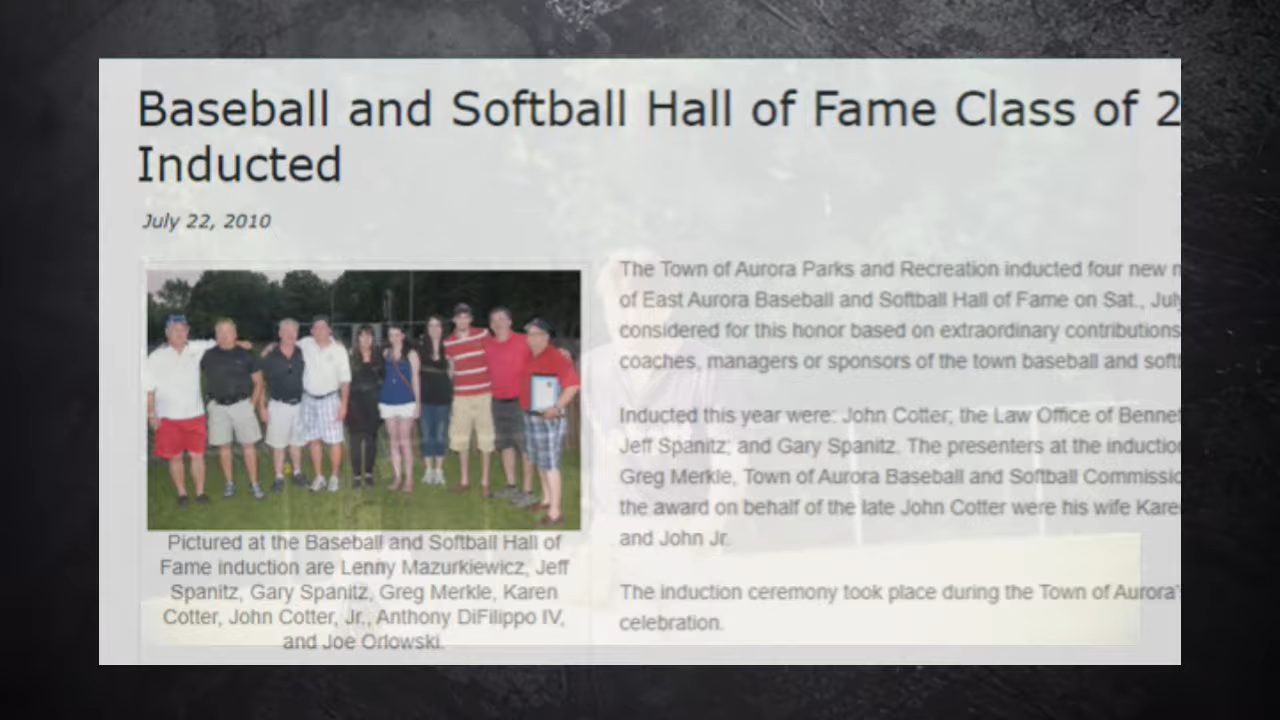 Baseball and Softball Hall of Fame Class of 2
Inducted
July 22, 2010
Pictured at the Baseball and Softball Hall of
Fame induction are Lenny Mazurkiewicz, Jeff
Spanitz, Gary Spanitz, Greg Merkle, Karen
Cotter, John Cotter, Jr., Anthony DiFilippo IV,
and Joe Orlowski.
The Town of Aurora Parks and Recreation inducted four new
of East Aurora Baseball and Softball Hall of Fame on Sat., July
considered for this honor based on extraordinary contributions
coaches, managers or sponsors of the town baseball and soft
Inducted this year were: John Cotter; the Law Office of Bennet
Jeff Spanitz; and Gary Spanitz. The presenters at the induction
Greg Merkle, Town of Aurora Baseball and Softball Commissio
the award on behalf of the late John Cotter were his wife Kare
and John Jr.
The induction ceremony took place during the Town of Aurora'
celebration.